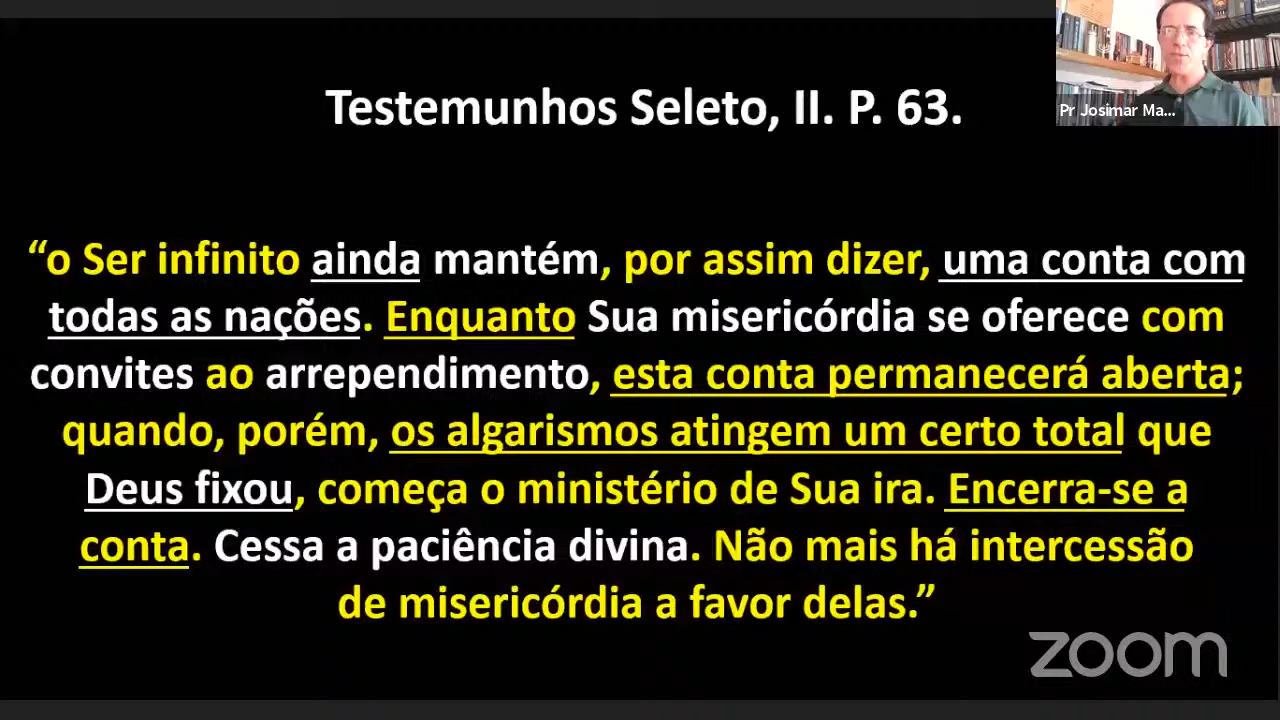 Pr Josimar Ma...
Testemunhos Seleto, II. P. 63.
“o Ser infinito ainda mantém, por assim dizer, uma conta com
todas as nações. Enquanto Sua misericórdia se oferece com
convites ao arrependimento, esta conta permanecerá aberta;
quando, porém, os algarismos atingem um certo total que
Deus fixou, começa o ministério de Sua ira. Encerra-se a
conta. Cessa a paciência divina. Não mais há intercessão
de misericórdia a favor delas.”
zoom